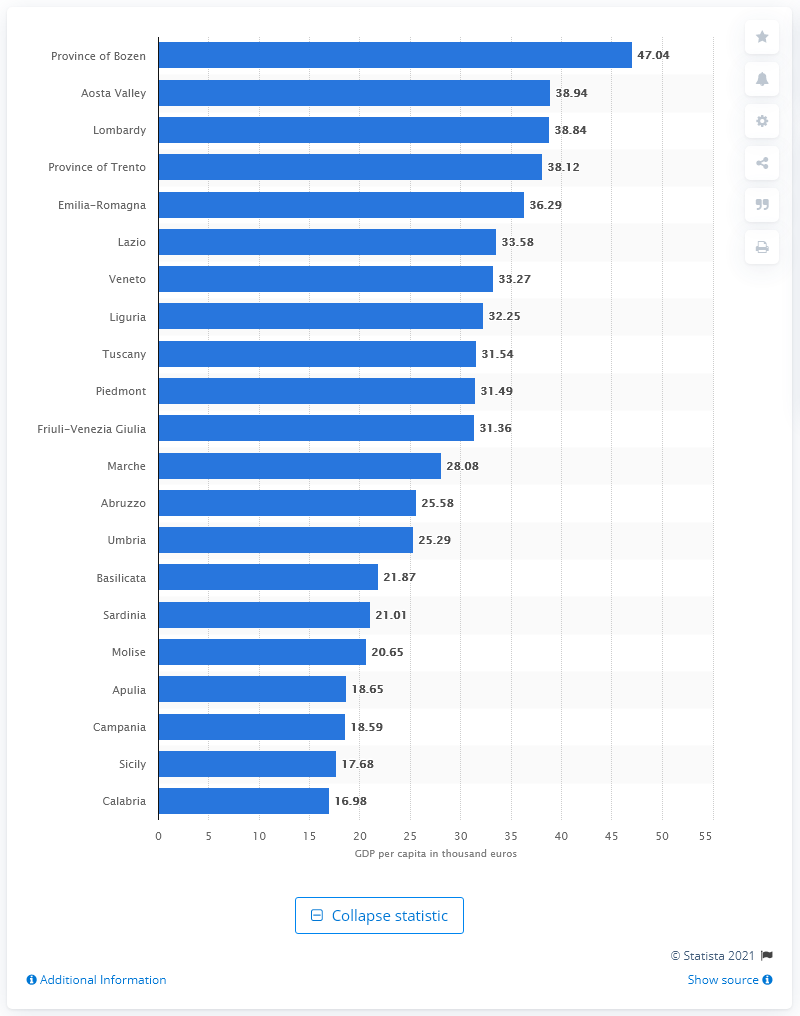 Province of Bozen 47.04
Aosta Valley 38.94
Lombardy 38.84
Province of Trento 38.12
Emilia-Romagna 36.29
Lazio 33.58
Veneto 33.27
Liguria 32.25
Tuscany 31.54
Piedmont 31.49
Friuli-Venezia Giulia 31.36
Marche 28.08
Abruzzo 25.58
Umbria 25.29
Basilicata 21.87
Sardinia 21.01
Molise 20.65
Apulia 18.65
Campania 18.59
Sicily 17.68
Calabria 16.98
0 5 10 15 20 25 30 35 40 45 50 55
GDP per capita in thousand euros
Collapse statistic
© Statista 2021
Additional Information Show source